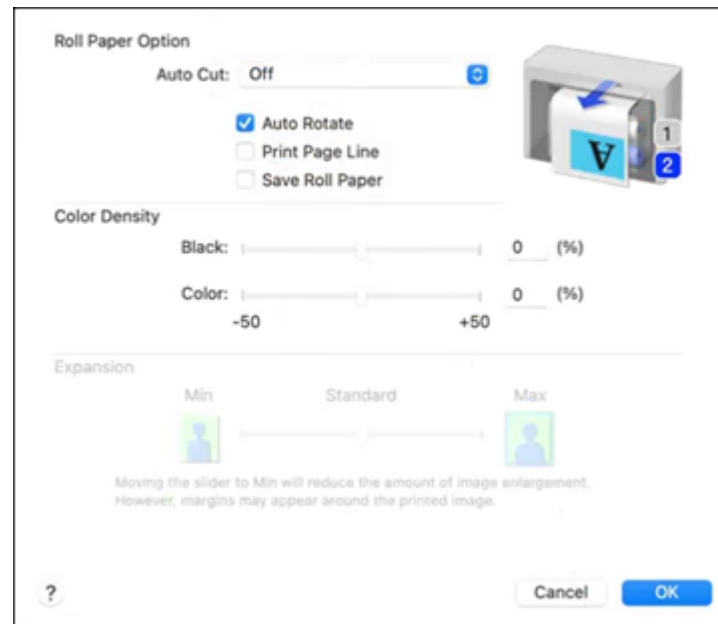 Roll Paper Option
Auto Cut: Off
Auto Rotate
Print Page Line
Save Roll Paper
1
2
A
Color Density
Black: 0 (%)
Color: 0 (%)
-50 +50
Expansion
Min Standard Max
Moving the slider to Min will reduce the amount of image enlargement.
However, margins may appear around the printed image.
? Cancel OK